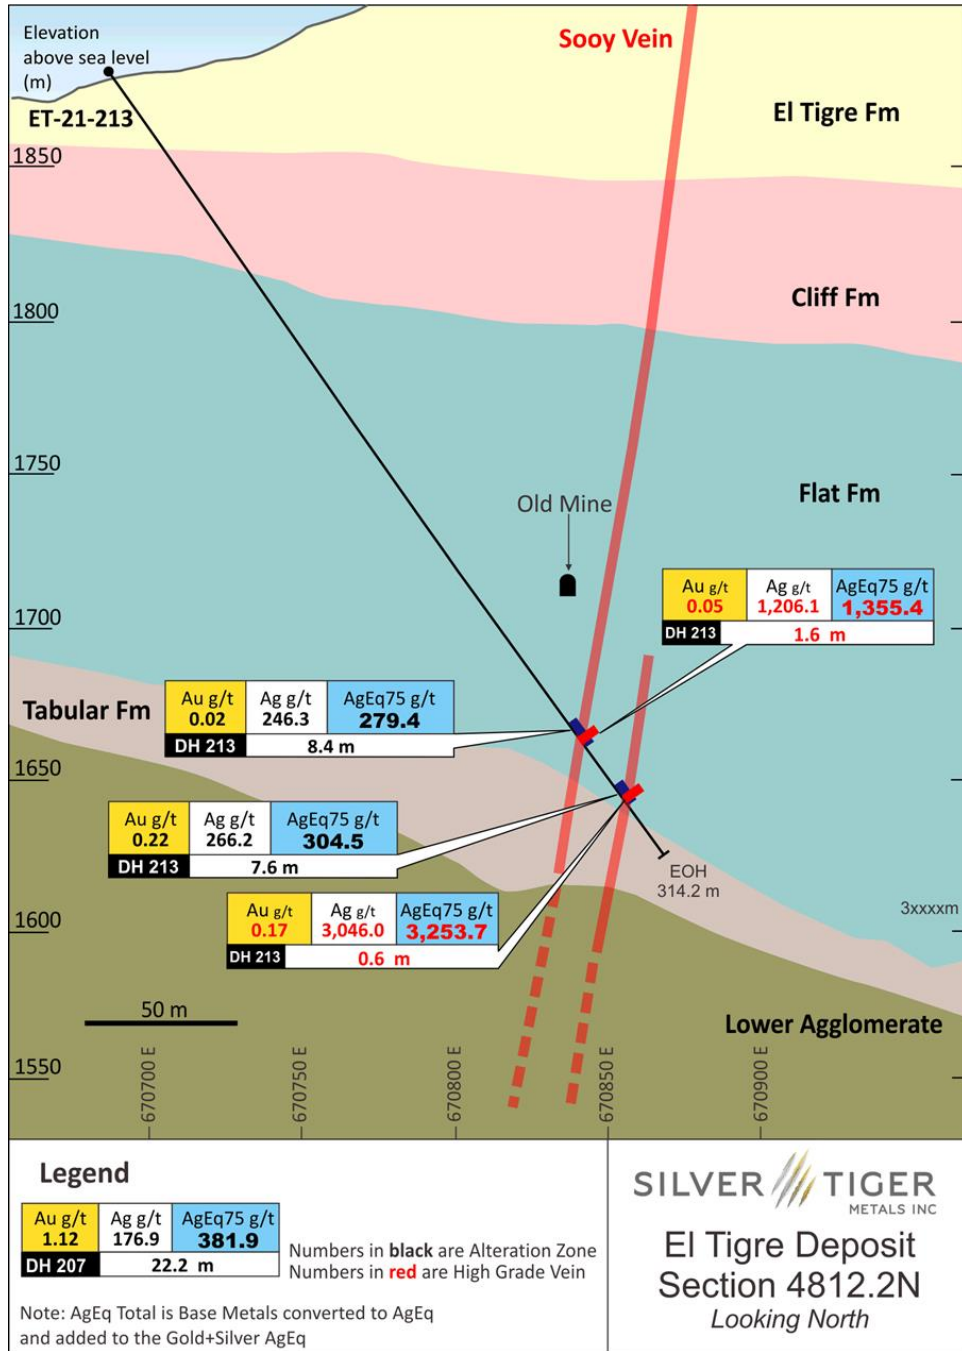 Elevation
above sea level
(m)
Sooy Vein
ET-21-213
El Tigre Fm
1850
Cliff Fm
1800
1750
Flat Fm
Old Mine
Au g/t Ag g/t AgEq75 g/t
0.05 1,206.1 1,355.4
DH 213 1.6 m
1700
Tabular Fm
Au g/t Ag g/t AgEq75 g/t
0.02 246.3 279.4
DH 213 8.4 m
1650
Au g/t Ag g/t AgEq75 g/t
0.22 266.2 304.5
DH 213 7.6 m
EOH
314.2 m
Au g/t Ag g/t AgEq75 g/t
0.17 3,046.0 3,253.7
DH 213 0.6 m
3xxxxm
1600
50 m
Lower Agglomerate
1550
670700 E
670750 E
670800 E
670850 E
670900 E
Legend
Au g/t Ag g/t AgEq75 g/t
1.12 176.9 381.9
DH 207 22.2 m
Numbers in black are Alteration Zone
Numbers in red are High Grade Vein
Note: AgEq Total is Base Metals converted to AgEq
and added to the Gold+Silver AgEq
SILVER TIGER
METALS INC
El Tigre Deposit
Section 4812.2N
Looking North